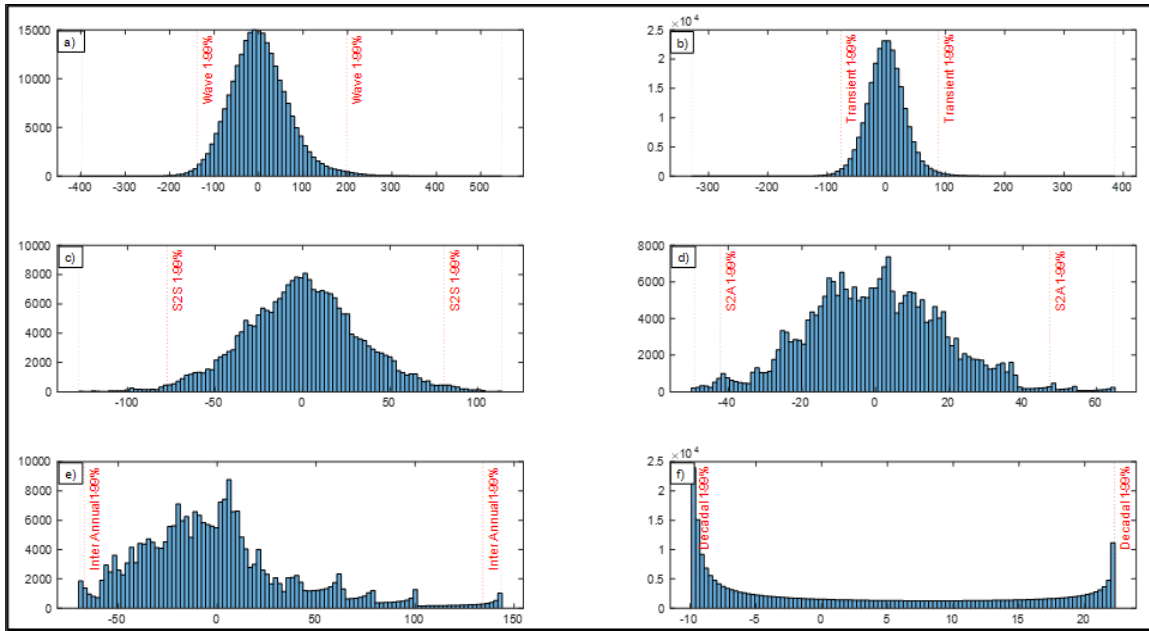 a)
Wave 1-99%
Wave 1-99%
15000
10000
5000
0
-400 -300 -200 -100 0 100 200 300 400 500
b)
×10⁴
Transient 1-99%
Transient 1-99%
2.5
2
1.5
1
0.5
0
-300 -200 -100 0 100 200 300 400
c)
S2S 1-99%
S2S 1-99%
10000
8000
6000
4000
2000
0
-100 -50 0 50 100
d)
S2A 1-99%
S2A 1-99%
8000
6000
4000
2000
0
-40 -20 0 20 40 60
e)
Inter Annual 1-99%
Inter Annual 1-99%
10000
8000
6000
4000
2000
0
-50 0 50 100 150
f)
×10⁴
Decadal 1-99%
Decadal 1-99%
2.5
2
1.5
1
0.5
0
-10 -5 0 5 10 15 20